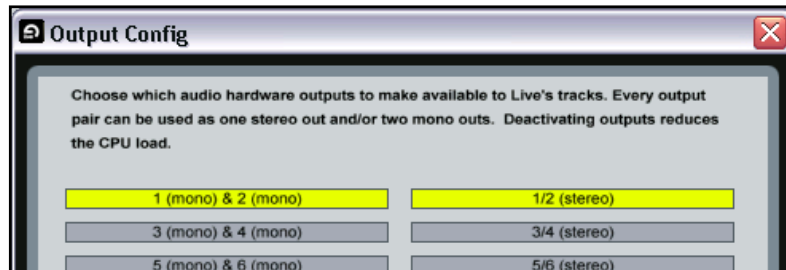 Output Config
Choose which audio hardware outputs to make available to Live's tracks. Every output
pair can be used as one stereo out and/or two mono outs.  Deactivating outputs reduces
the CPU load.
1 (mono) & 2 (mono) 1/2 (stereo)
3 (mono) & 4 (mono) 3/4 (stereo)
5 (mono) & 6 (mono) 5/6 (stereo)